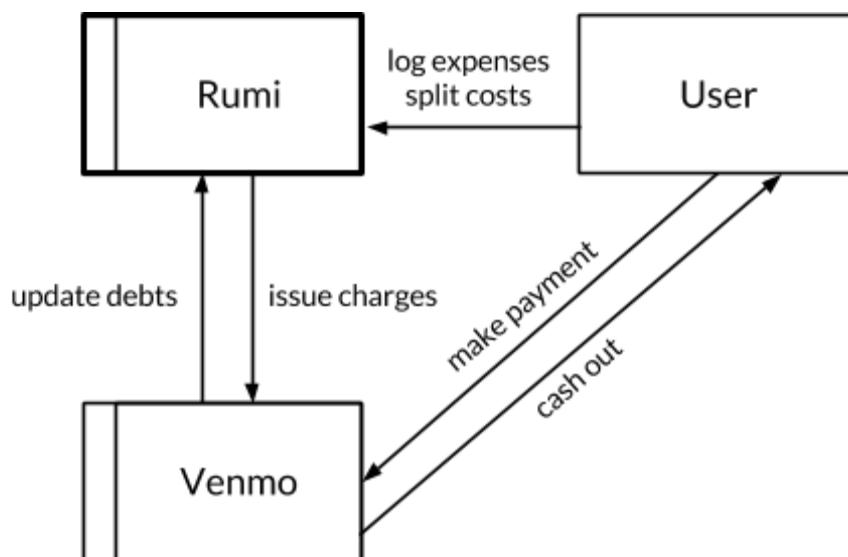 Rumi
log expenses
split costs
User
update debts
issue charges
make payment
cash out
Venmo